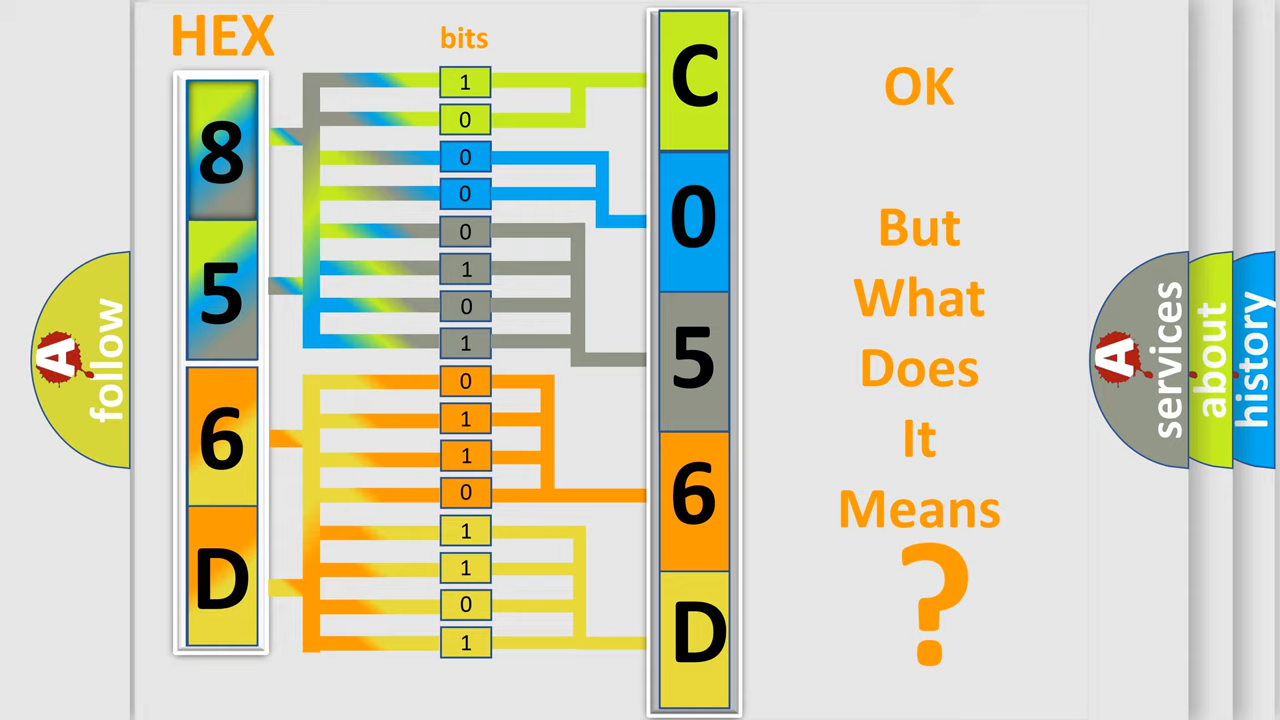 HEX
bits
8
5
6
D
1
0
0
0
0
1
0
1
0
1
1
0
1
1
0
1
C
0
5
6
D
OK
But
What
Does
It
Means
?
A
follow
A
services
about
history